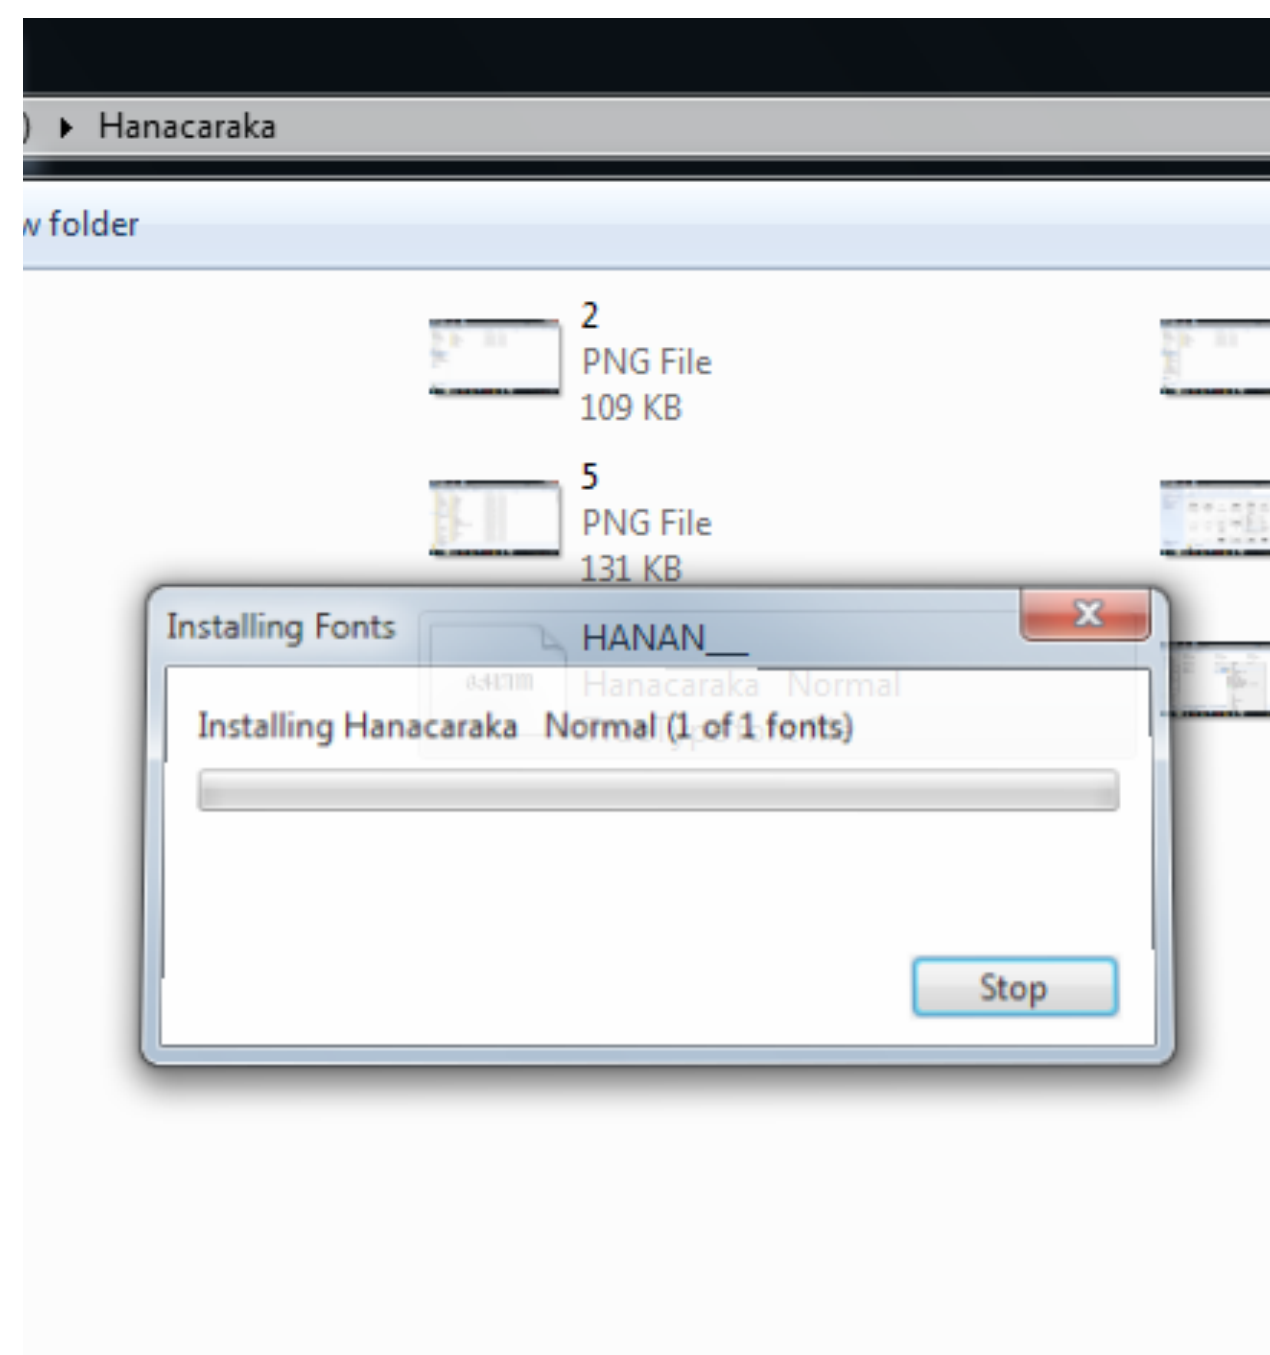 ) ▸ Hanacaraka
w folder
2
PNG File
109 KB
5
PNG File
131 KB
Installing Fonts
HANAN__
Hanacaraka Normal
Installing Hanacaraka Normal (1 of 1 fonts)
Stop